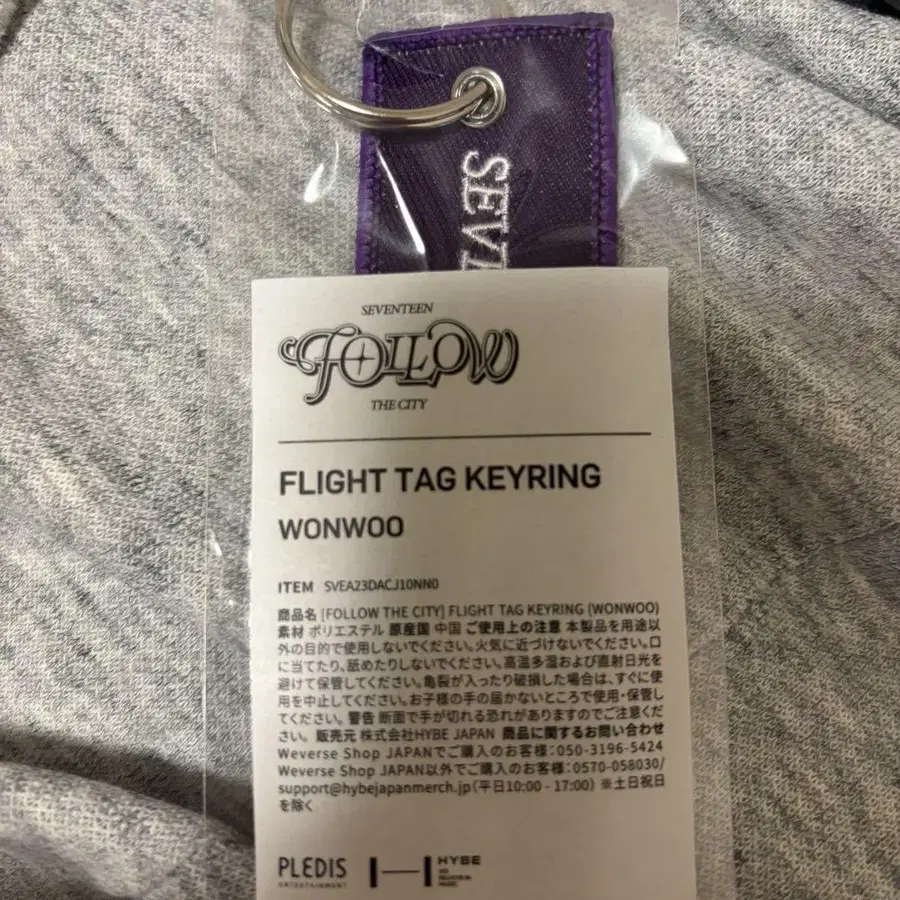 SEVE
SEVENTEEN
FOLLOW
THE CITY
FLIGHT TAG KEYRING
WONWOO
ITEM SVEA23DACJ10NN0
商品名 [FOLLOW THE CITY] FLIGHT TAG KEYRING (WONWOO)
素材 ポリエステル 原産国 中国 ご使用上の注意 本製品を用途以
外の目的で使用しないでください。火気に近づけないでください。口
に当てたり、舐めたりしないでください。高温多湿および直射日光を
避けて保管してください。亀裂が入ったり破損した場合は、すぐに使
用を中止してください。お子様の手の届かないところで使用・保管し
てください。警告 断面で手が切れる恐れがありますのでご注意くだ
さい。 販売元 株式会社HYBE JAPAN 商品に関するお問い合わせ
Weverse Shop JAPANでご購入のお客様：050-3196-5424
Weverse Shop JAPAN以外でご購入のお客様：0570-058030/
support@hybejapanmerch.jp（平日10:00 - 17:00） ※土日祝日
を除く
PLEDIS
ENTERTAINMENT
HYBE